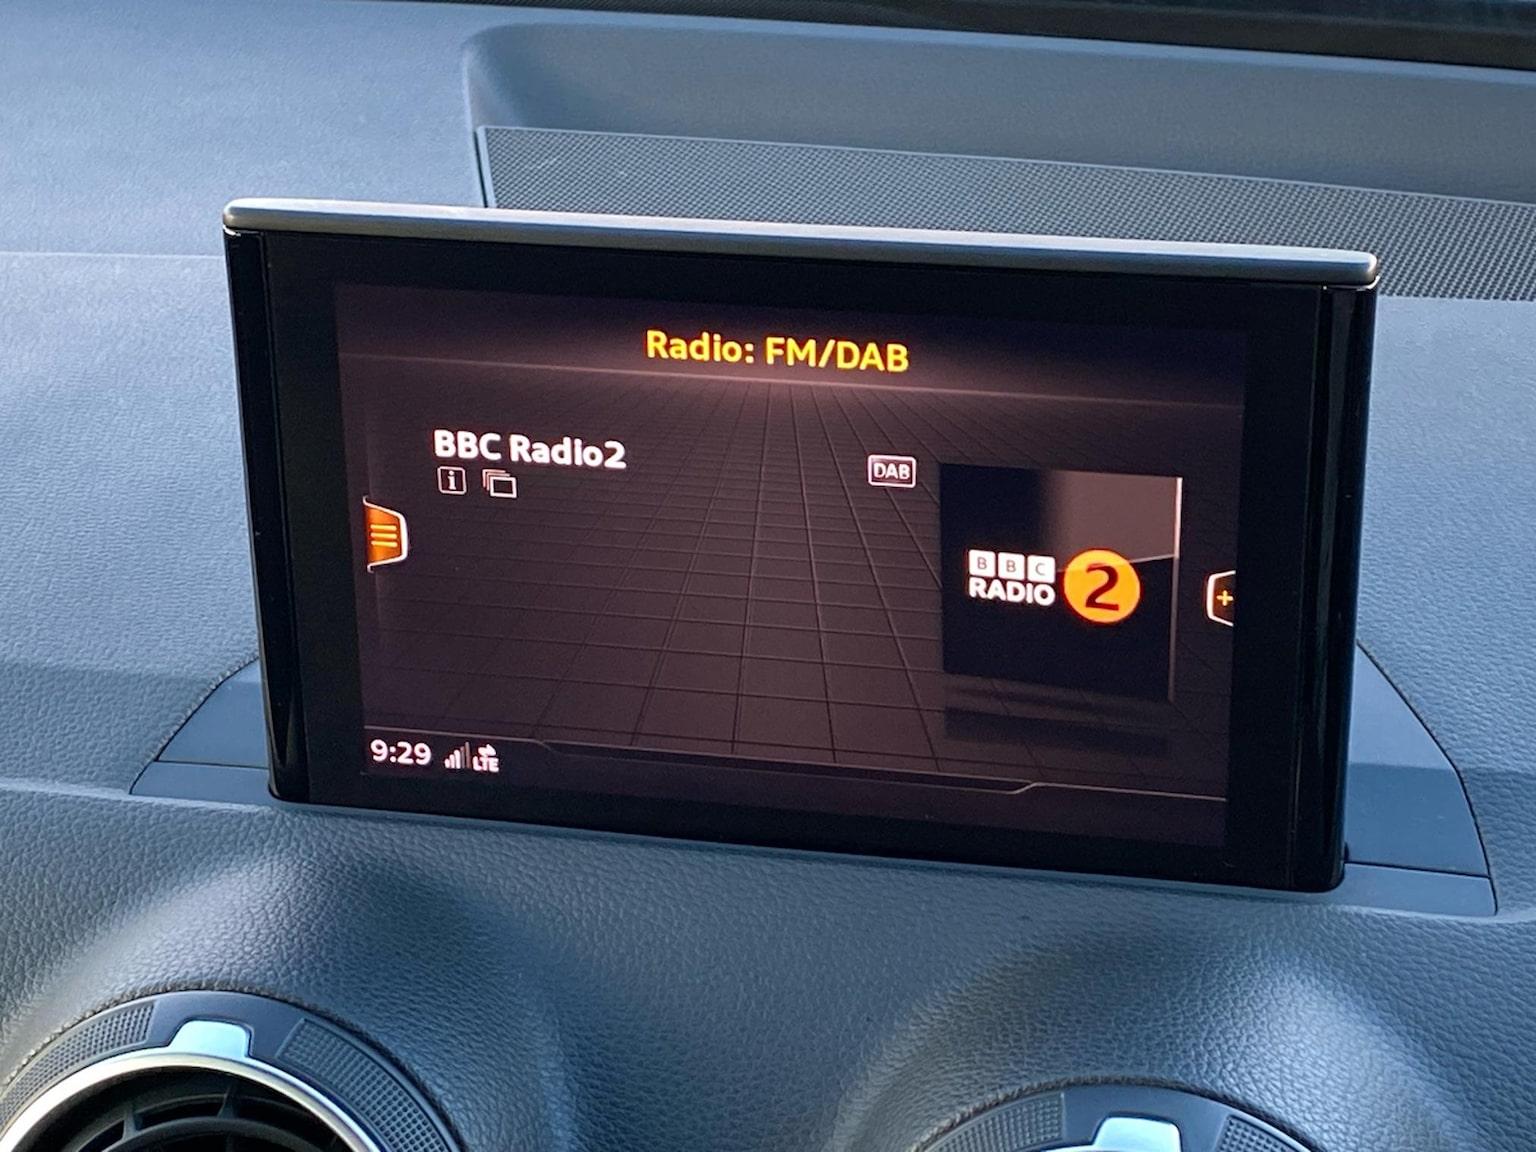 Radio: FM/DAB
BBC Radio2
DAB
BBC
RADIO 2
9:29 LTE